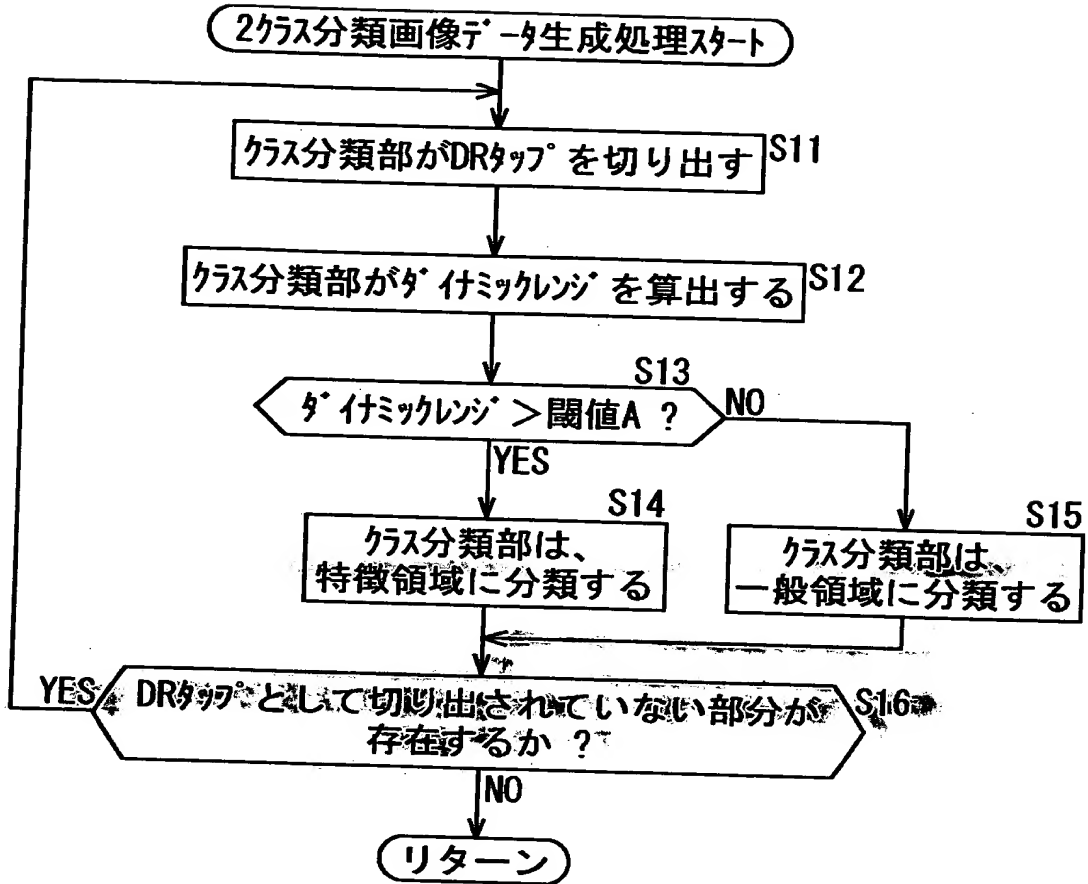 2クラス分類画像データ生成処理スタート
クラス分類部がDRタップを切り出す
S11
クラス分類部がダイナミックレンジを算出する
S12
S13
ダイナミックレンジ>閾値A ?
NO
YES
S14
クラス分類部は、
特徴領域に分類する
S15
クラス分類部は、
一般領域に分類する
YES
DRタップとして切り出されていない部分が
存在するか ?
S16
NO
リターン